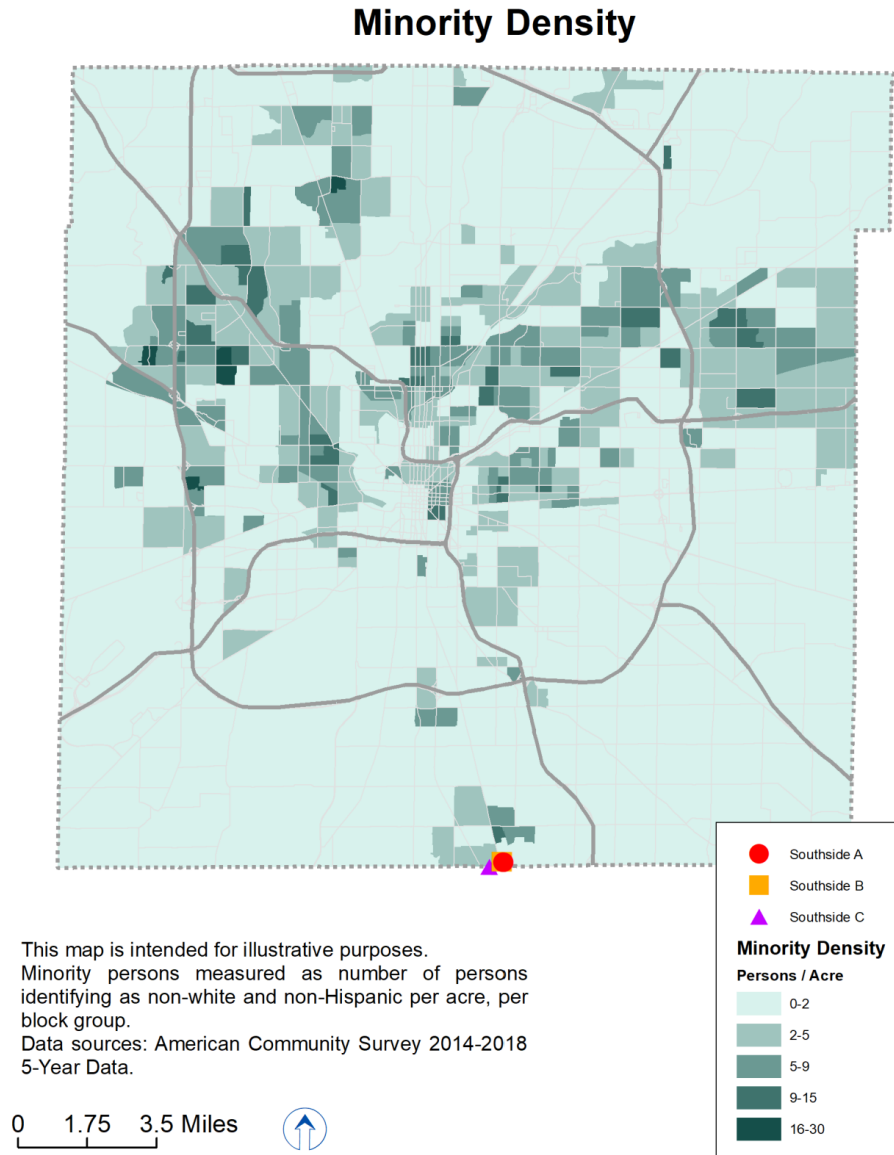 Minority Density
Southside A
Southside B
Southside C
Minority Density
Persons / Acre
0-2
2-5
5-9
9-15
16-30
This map is intended for illustrative purposes.
Minority persons measured as number of persons
identifying as non-white and non-Hispanic per acre, per
block group.
Data sources: American Community Survey 2014-2018
5-Year Data.
0 1.75 3.5 Miles